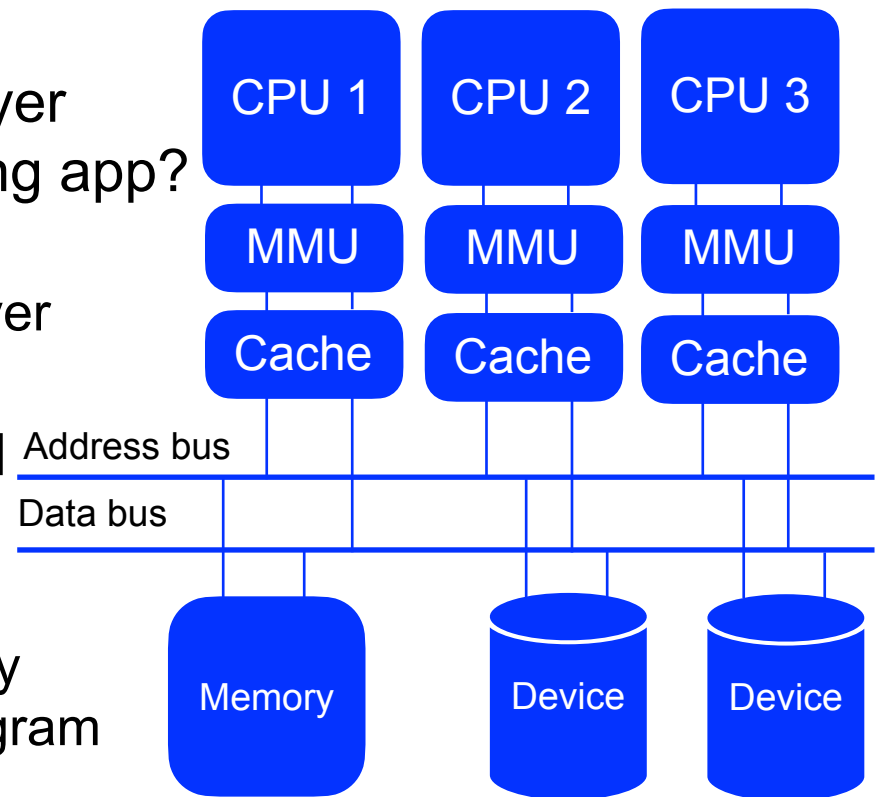 yer
ng app?
yer
Address bus
Data bus
y
gram
CPU 1 CPU 2 CPU 3
MMU MMU MMU
Cache Cache Cache
Memory Device Device